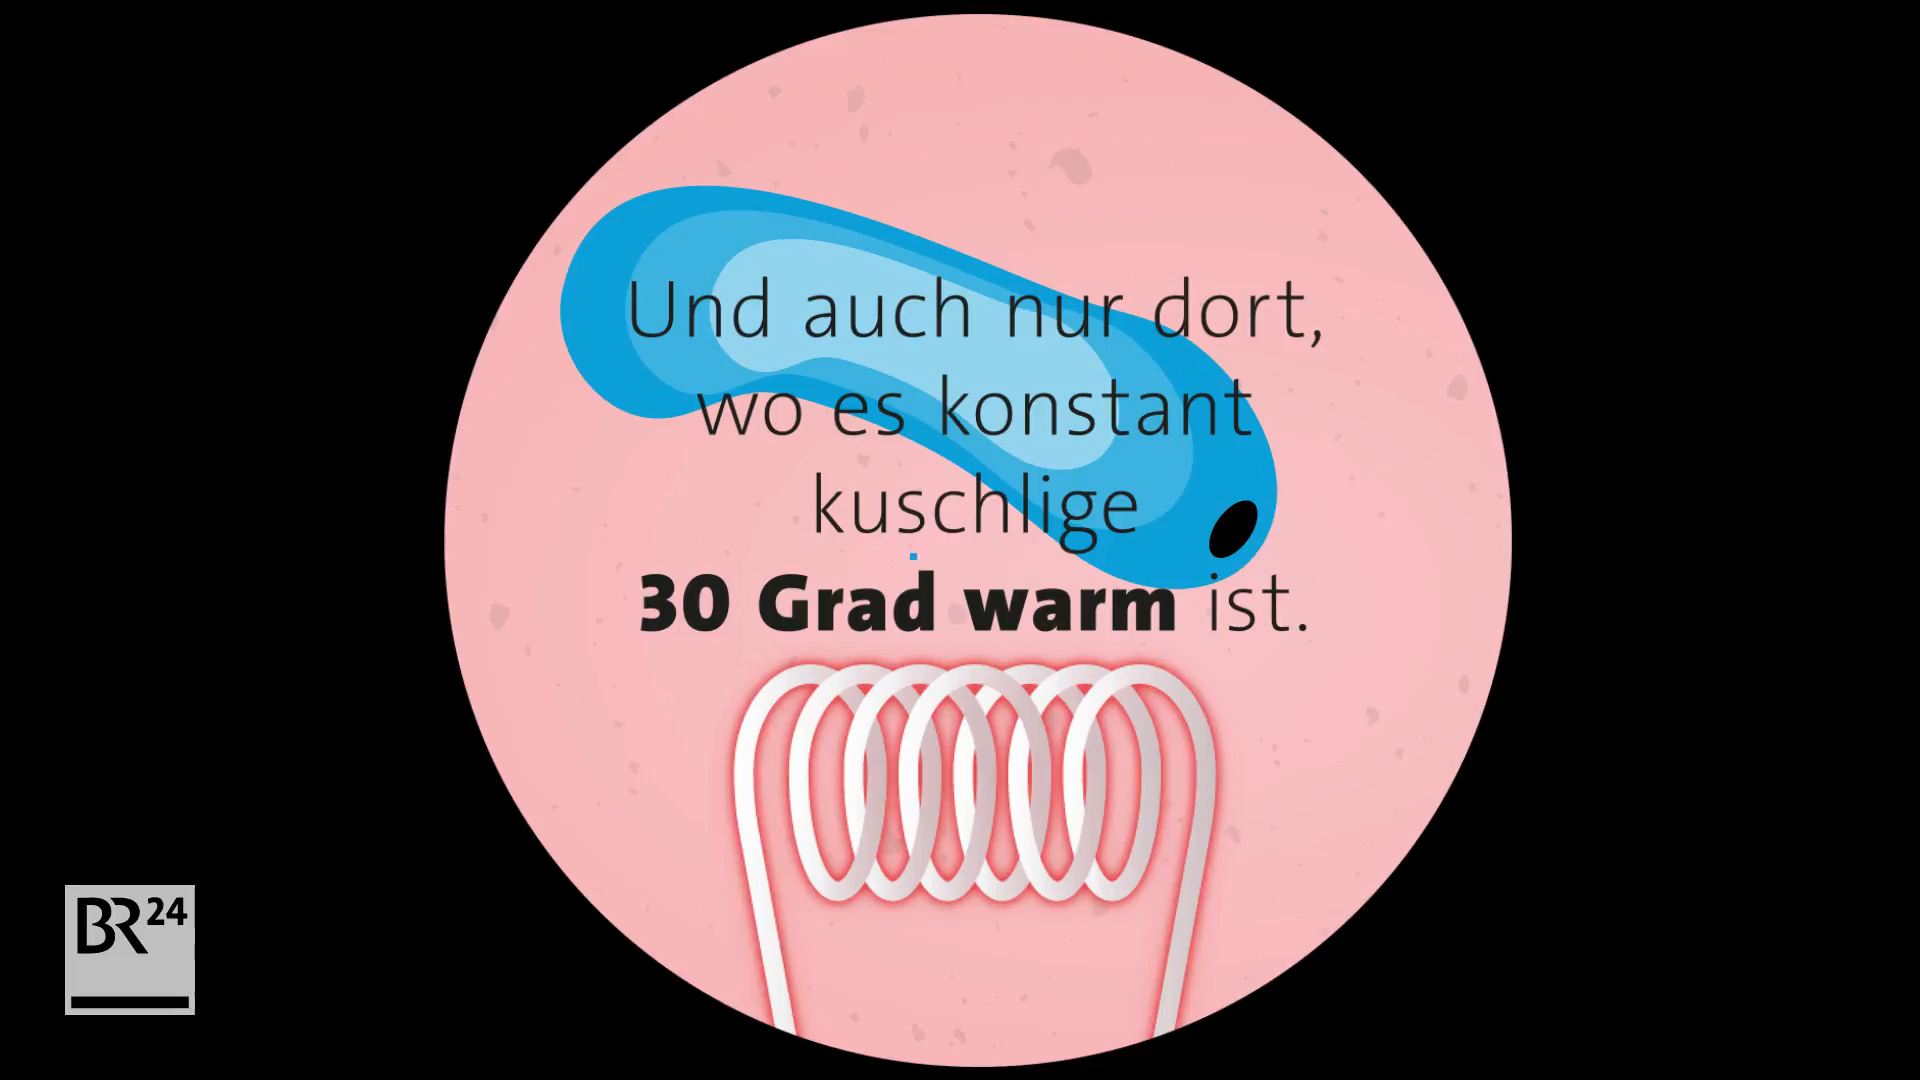 Und auch nur dort,
wo es konstant
kuschlige
30 Grad warm ist.
BR24